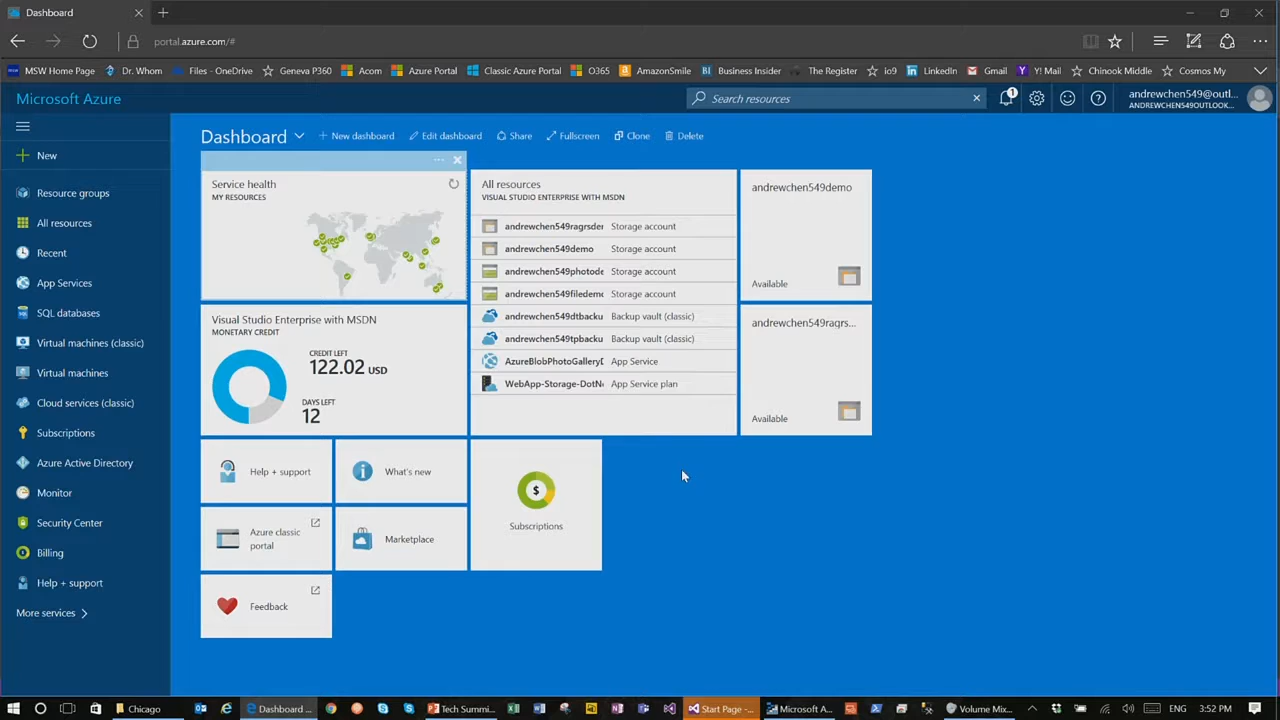 Dashboard
portal.azure.com/#
MSW Home Page
Dr. Whom
Files - OneDrive
Geneva P360
Acom
Azure Portal
Classic Azure Portal
O365
AmazonSmile
Business Insider
The Register
io9
LinkedIn
Gmail
Y! Mail
Chinook Middle
Cosmos My
Microsoft Azure
Search resources
1
andrewchen549@outl...
ANDREWCHEN549OUTLOOK...
New
Resource groups
All resources
Recent
App Services
SQL databases
Virtual machines (classic)
Virtual machines
Cloud services (classic)
Subscriptions
Azure Active Directory
Monitor
Security Center
Billing
Help + support
More services
Dashboard
New dashboard
Edit dashboard
Share
Fullscreen
Clone
Delete
Service health
MY RESOURCES
Visual Studio Enterprise with MSDN
MONETARY CREDIT
CREDIT LEFT
122.02 USD
DAYS LEFT
12
All resources
VISUAL STUDIO ENTERPRISE WITH MSDN
andrewchen549ragrsder Storage account
andrewchen549demo Storage account
andrewchen549photode Storage account
andrewchen549filedemo Storage account
andrewchen549dtbacku Backup vault (classic)
andrewchen549tpbacku Backup vault (classic)
AzureBlobPhotoGalleryD App Service
WebApp-Storage-DotNe App Service plan
andrewchen549demo
Available
andrewchen549ragrs...
Available
Help + support
What's new
Azure classic
portal
Marketplace
Subscriptions
Feedback
Chicago
Dashboard ...
Tech Summi...
Start Page -...
Microsoft A...
Volume Mix...
ENG
3:52 PM